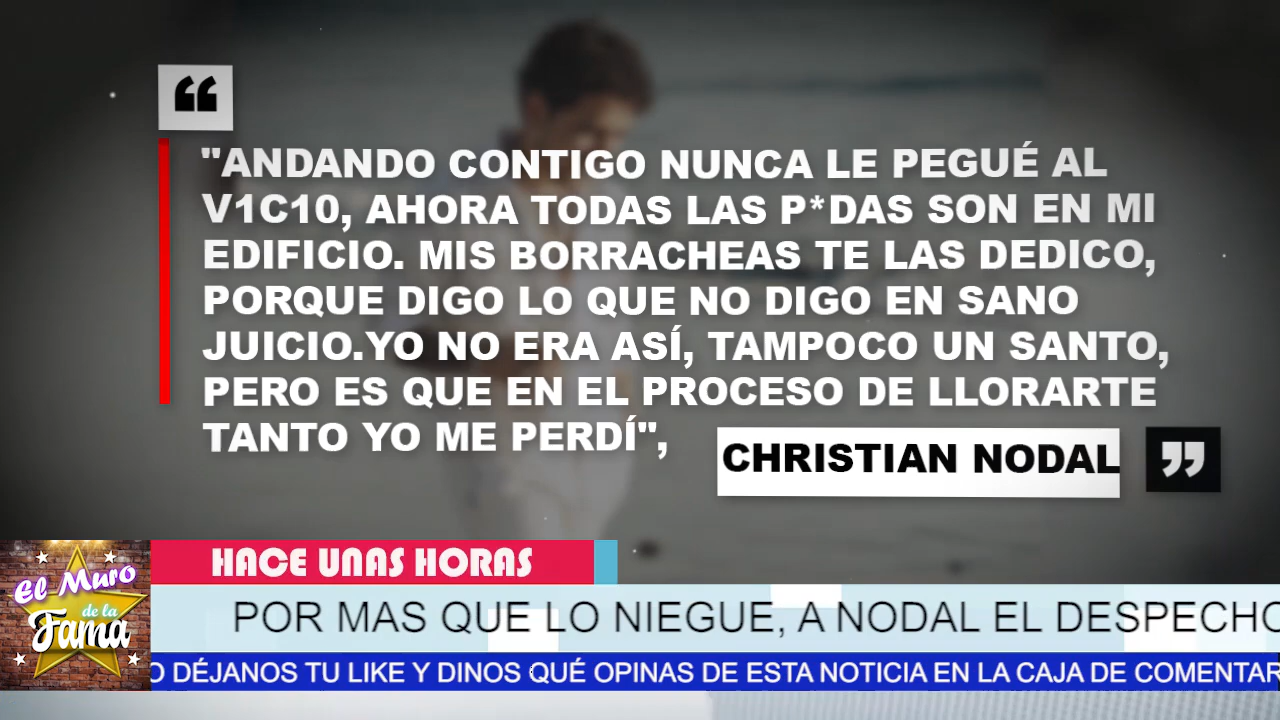 "ANDANDO CONTIGO NUNCA LE PEGUÉ AL
V1C10, AHORA TODAS LAS P*DAS SON EN MI
EDIFICIO. MIS BORRACHEAS TE LAS DEDICO,
PORQUE DIGO LO QUE NO DIGO EN SANO
JUICIO.YO NO ERA ASÍ, TAMPOCO UN SANTO,
PERO ES QUE EN EL PROCESO DE LLORARTE
TANTO YO ME PERDÍ",
CHRISTIAN NODAL
HACE UNAS HORAS
El Muro
de la
Fama
POR MAS QUE LO NIEGUE, A NODAL EL DESPECHO
O DÉJANOS TU LIKE Y DINOS QUÉ OPINAS DE ESTA NOTICIA EN LA CAJA DE COMENTAR